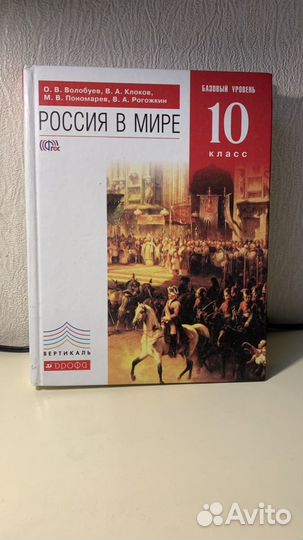 О. В. Волобуев, В. А. Клоков,
М. В. Пономарев, В. А. Рогожкин
БАЗОВЫЙ УРОВЕНЬ
РОССИЯ В МИРЕ
10
класс
ФГОС
ВЕРТИКАЛЬ
дрофа
Avito